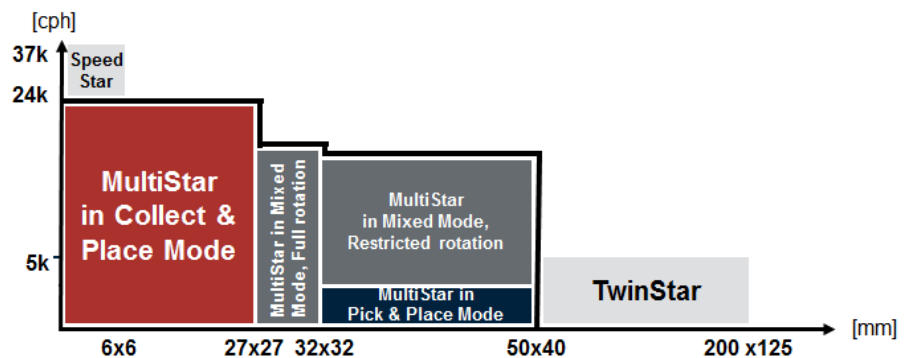 [cph]
37k
Speed
Star
24k
MultiStar
in Collect &
Place Mode
MultiStar in Mixed
Mode, Full rotation
MultiStar
in Mixed Mode,
Restricted rotation
5k
MultiStar in
Pick & Place Mode
TwinStar
[mm]
6x6
27x27
32x32
50x40
200 x125